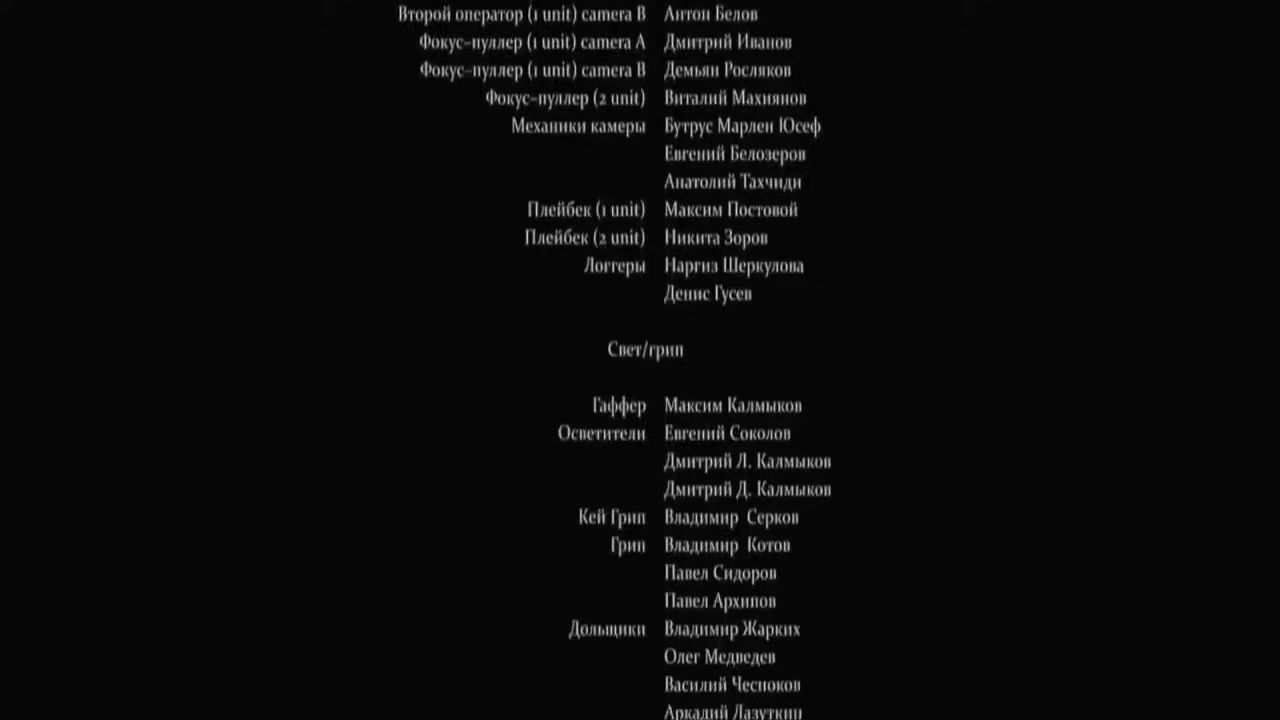 Второй оператор (1 unit) camera B Антон Белов
Фокус-пуллер (1 unit) camera A Дмитрий Иванов
Фокус-пуллер (1 unit) camera B Демьян Росляков
Фокус-пуллер (2 unit) Виталий Махиянов
Механики камеры Бутрус Марлен Юсеф
Евгений Белозеров
Анатолий Тахчиди
Плейбек (1 unit) Максим Постовой
Плейбек (2 unit) Никита Зоров
Логгеры Наргиз Шеркулова
Денис Гусев
Свет/грип
Гаффер Максим Калмыков
Осветители Евгений Соколов
Дмитрий Л. Калмыков
Дмитрий Д. Калмыков
Кей Грип Владимир Серков
Грип Владимир Котов
Павел Сидоров
Павел Архипов
Дольщики Владимир Жарких
Олег Медведев
Василий Чесноков
Аркадий Лазуткин